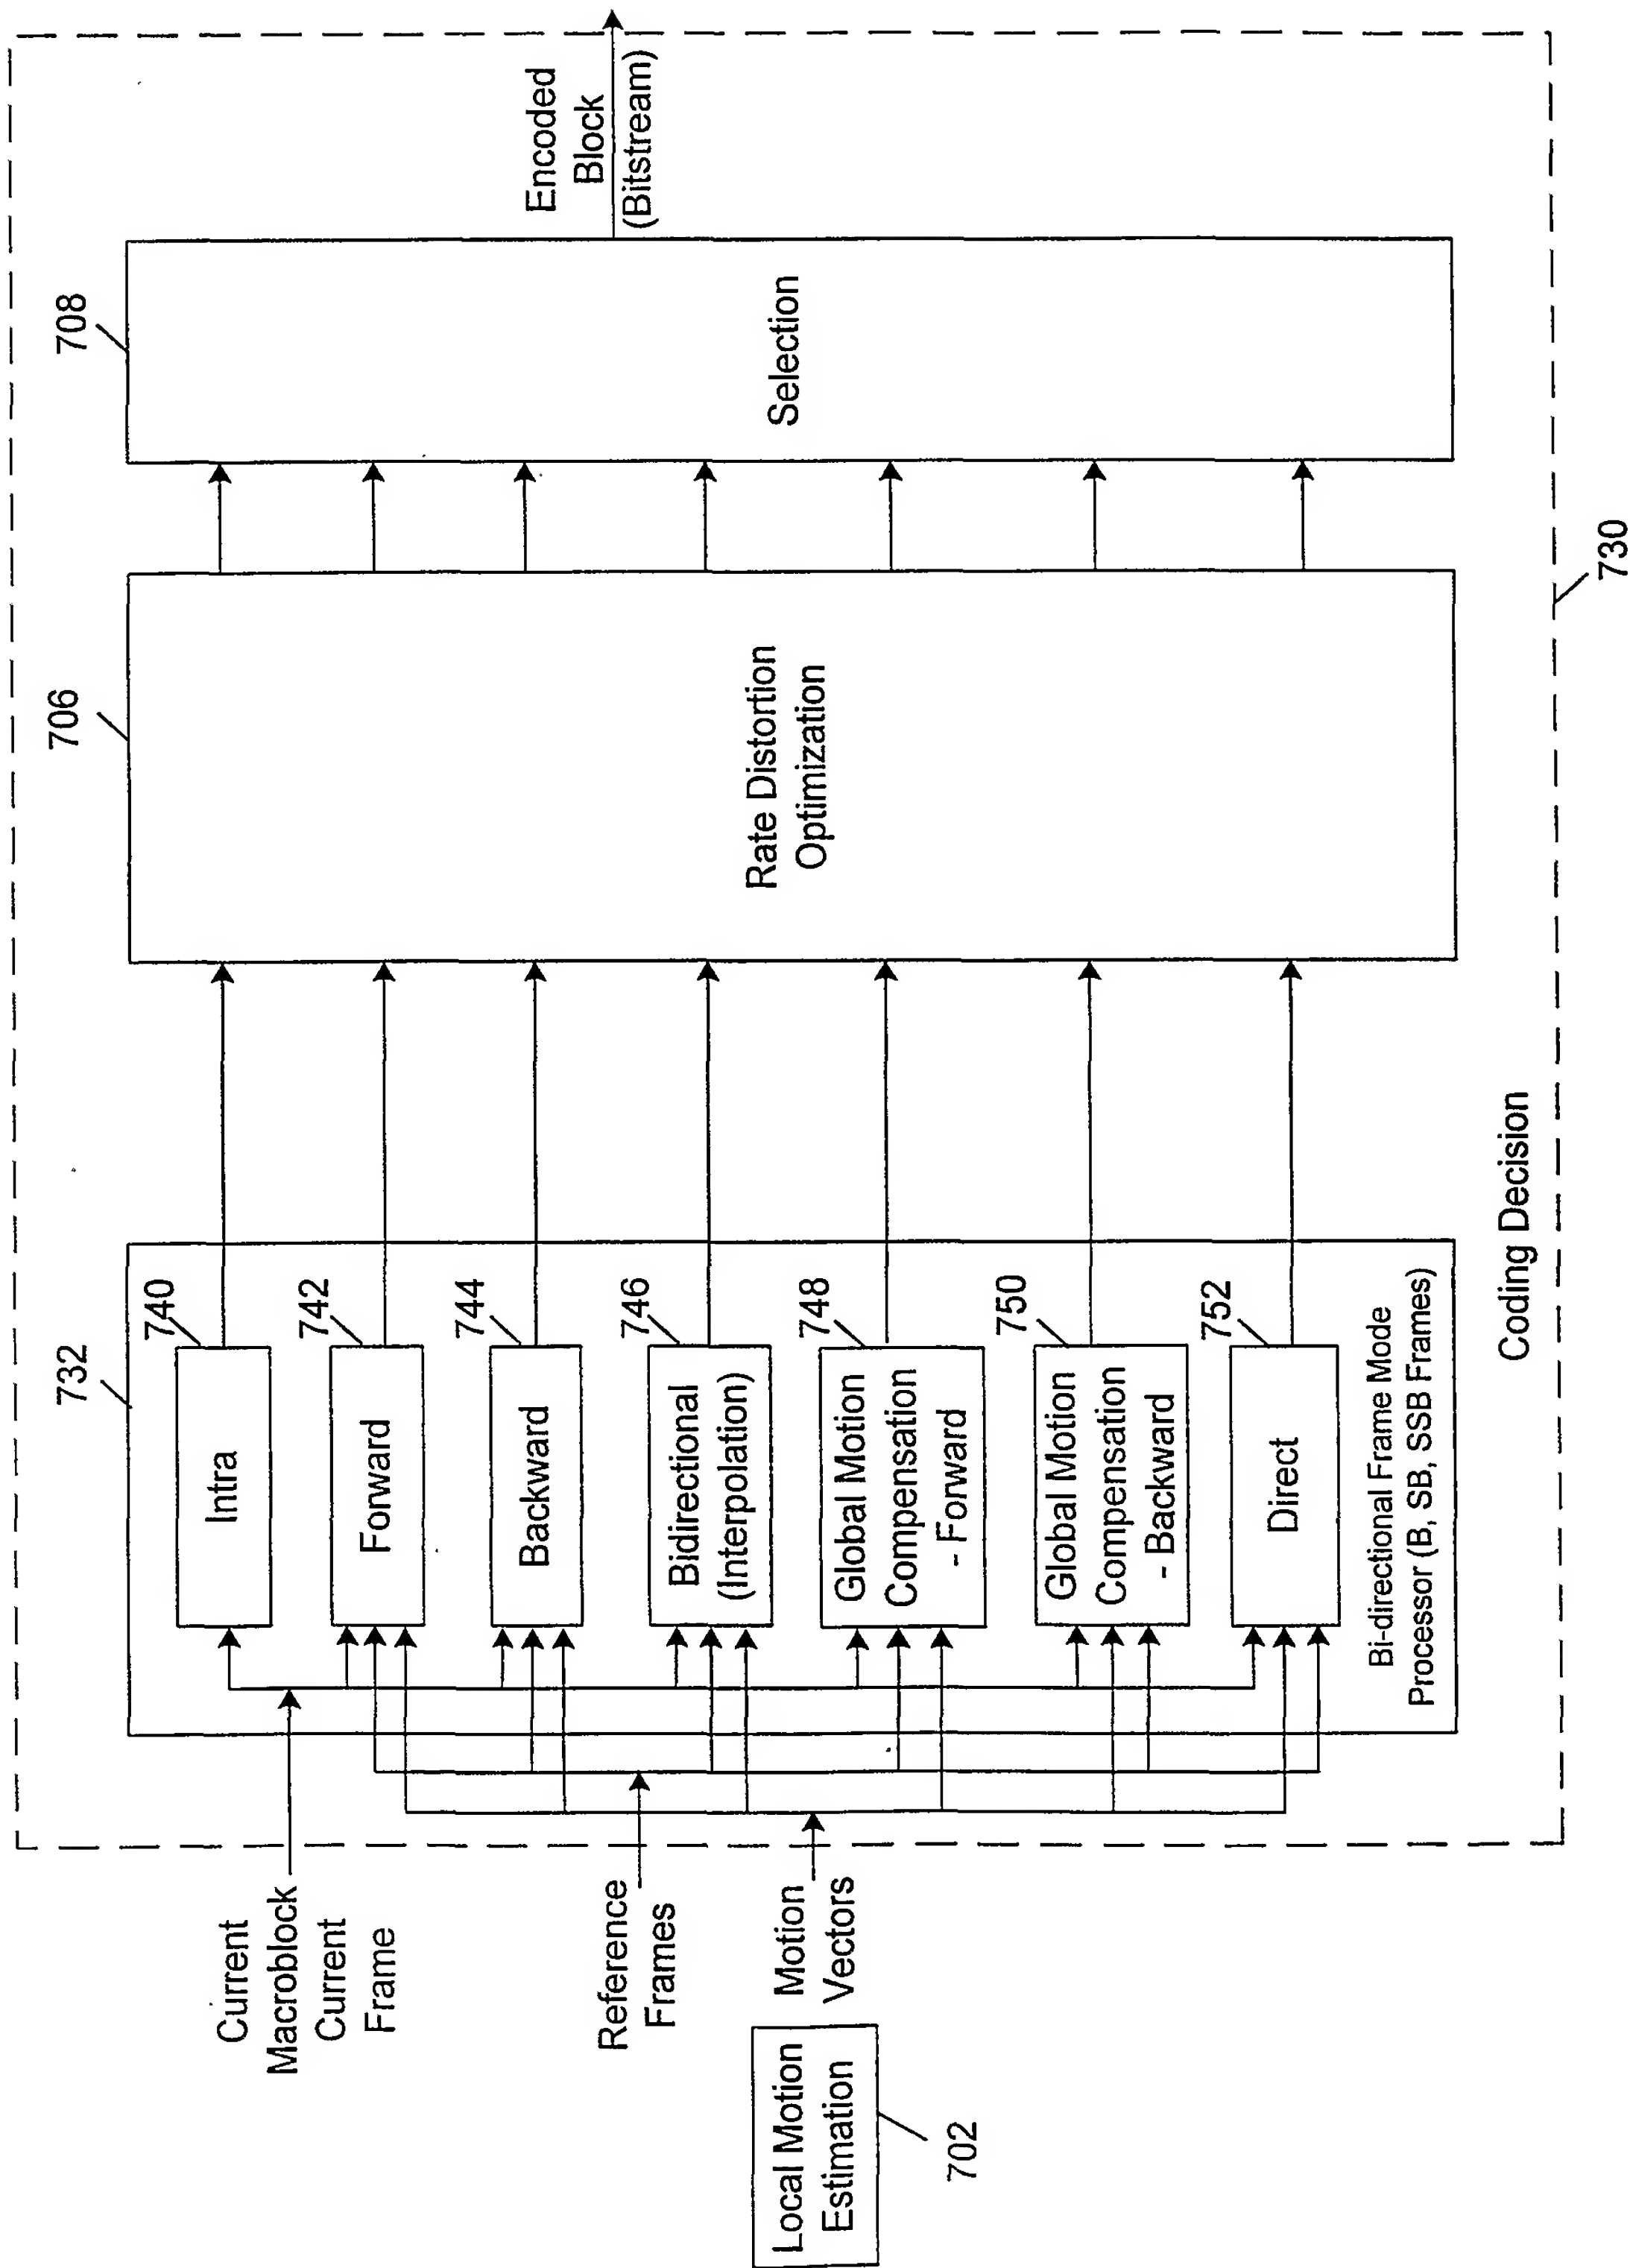 732
740
Intra
742
Forward
744
Backward
746
Bidirectional
(Interpolation)
748
Global Motion
Compensation
- Forward
750
Global Motion
Compensation
- Backward
752
Direct
Bi-directional Frame Mode
Processor (B, SB, SSB Frames)
706
Rate Distortion
Optimization
708
Selection
Encoded
Block
(Bitstream)
Current
Macroblock
Current
Frame
Reference
Frames
Motion
Vectors
Local Motion
Estimation
702
Coding Decision
730